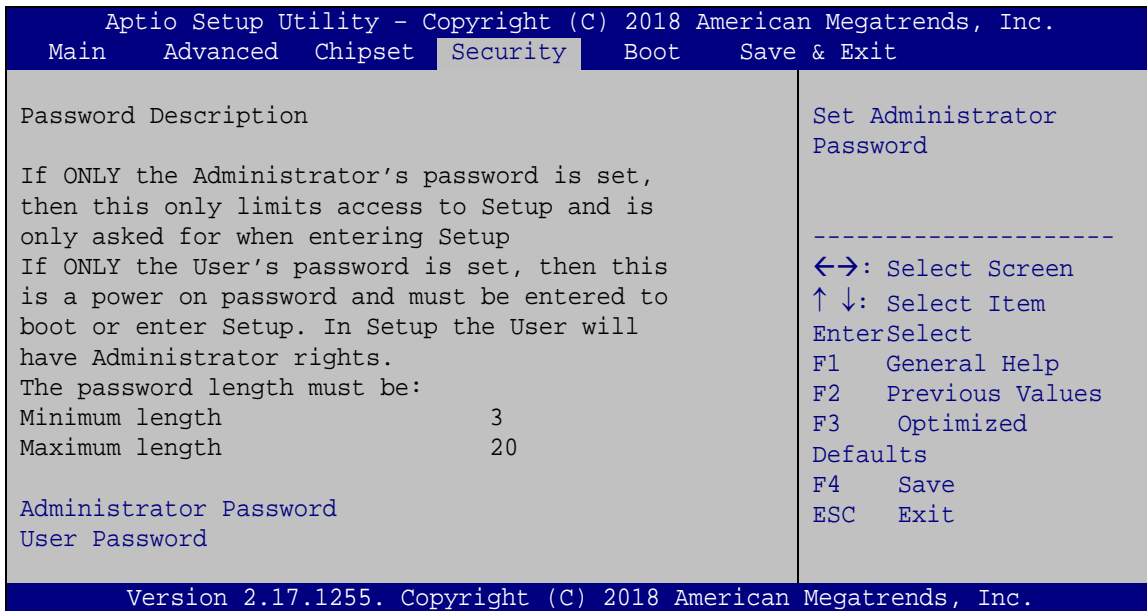 Aptio Setup Utility – Copyright (C) 2018 American Megatrends, Inc.
Main Advanced Chipset Security Boot Save & Exit
Password Description
If ONLY the Administrator’s password is set,
then this only limits access to Setup and is
only asked for when entering Setup
If ONLY the User’s password is set, then this
is a power on password and must be entered to
boot or enter Setup. In Setup the User will
have Administrator rights.
The password length must be:
Minimum length 3
Maximum length 20
Administrator Password
User Password
Set Administrator
Password
---------------------
←→: Select Screen
↑ ↓: Select Item
EnterSelect
F1 General Help
F2 Previous Values
F3 Optimized
Defaults
F4 Save
ESC Exit
Version 2.17.1255. Copyright (C) 2018 American Megatrends, Inc.